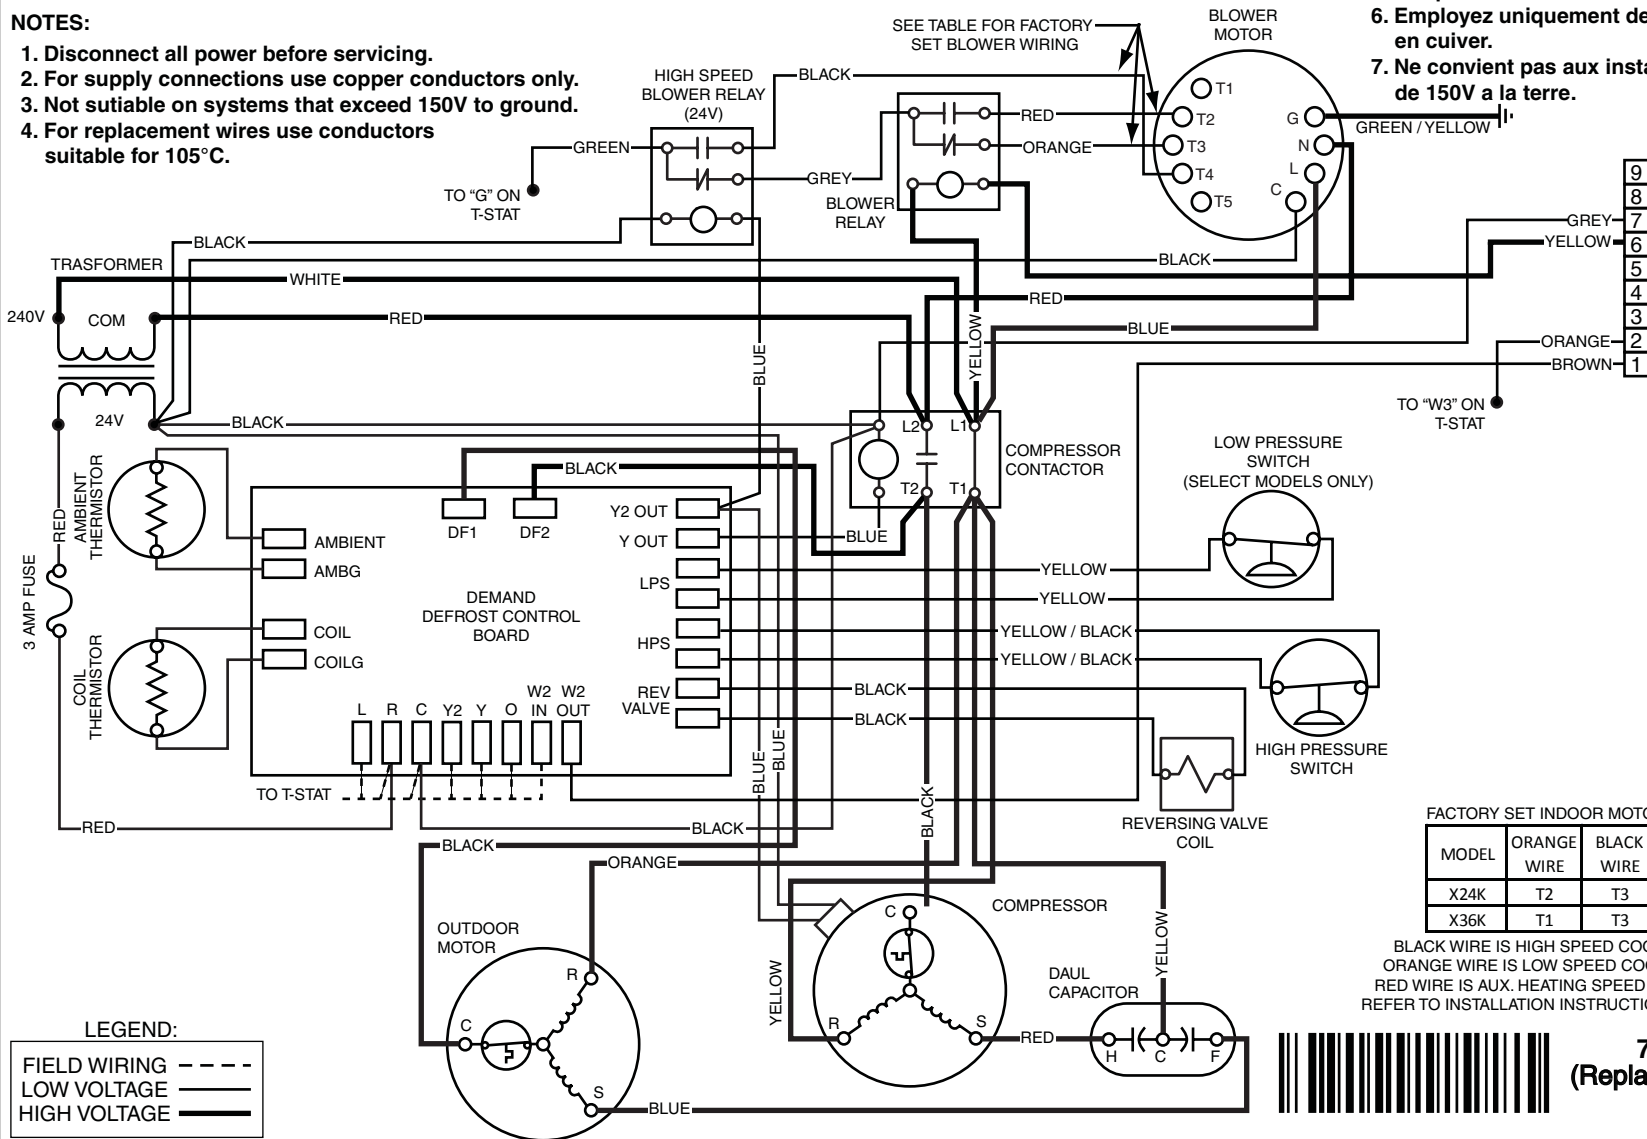 NOTES:
1. Disconnect all power before servicing.
2. For supply connections use copper conductors only.
3. Not sutiable on systems that exceed 150V to ground.
4. For replacement wires use conductors
suitable for 105°C.
6. Employez uniquement de
en cuiver.
7. Ne convient pas aux insta
de 150V a la terre.
SEE TABLE FOR FACTORY
SET BLOWER WIRING
BLOWER
MOTOR
HIGH SPEED
BLOWER RELAY
(24V)
BLACK
RED
ORANGE
GREEN
GREY
TO “G” ON
T-STAT
BLOWER
RELAY
T1
T2
T3
T4
T5
G
N
L
C
GREEN / YELLOW
9
8
7
6
5
4
3
2
1
GREY
YELLOW
ORANGE
BROWN
TO “W3” ON
T-STAT
BLACK
BLACK
TRASFORMER
WHITE
RED
240V
COM
RED
BLUE
YELLOW
BLUE
24V
BLACK
L2
L1
T2
T1
COMPRESSOR
CONTACTOR
LOW PRESSURE
SWITCH
(SELECT MODELS ONLY)
RED
AMBIENT
THERMISTOR
3 AMP FUSE
COIL
THERMISTOR
BLACK
DF1
DF2
AMBIENT
AMBG
COIL
COILG
DEMAND
DEFROST CONTROL
BOARD
Y2 OUT
Y OUT
LPS
HPS
REV
VALVE
BLUE
YELLOW
YELLOW
YELLOW / BLACK
YELLOW / BLACK
BLACK
BLACK
HIGH PRESSURE
SWITCH
REVERSING VALVE
COIL
L
R
C
Y2
Y
O
W2
IN
W2
OUT
TO T-STAT
RED
BLACK
BLUE
BLUE
BLACK
BLACK
ORANGE
OUTDOOR
MOTOR
R
C
S
COMPRESSOR
C
R
S
YELLOW
YELLOW
RED
DAUL
CAPACITOR
H
C
F
BLUE
FACTORY SET INDOOR MOTO
MODEL
ORANGE
WIRE
BLACK
WIRE
X24K
T2
T3
X36K
T1
T3
BLACK WIRE IS HIGH SPEED COO
ORANGE WIRE IS LOW SPEED COO
RED WIRE IS AUX. HEATING SPEED
REFER TO INSTALLATION INSTRUCTIO
7
(Repla
LEGEND:
FIELD WIRING
LOW VOLTAGE
HIGH VOLTAGE